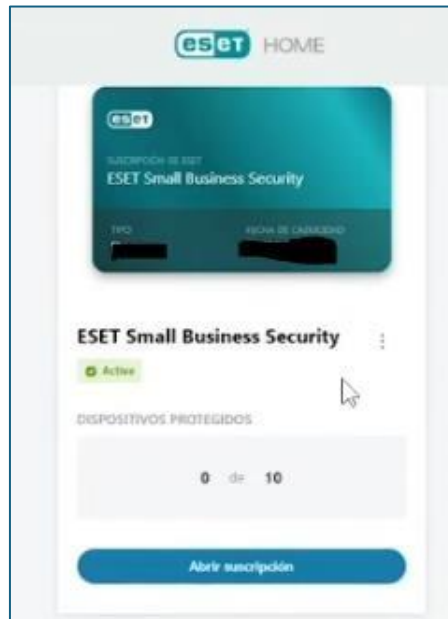 eset HOME
eset
SUSCRIPCIÓN DE ESET
ESET Small Business Security
TIPO FECHA DE CADUCIDAD
ESET Small Business Security
Active
DISPOSITIVOS PROTEGIDOS
0 de 10
Abrir suscripción